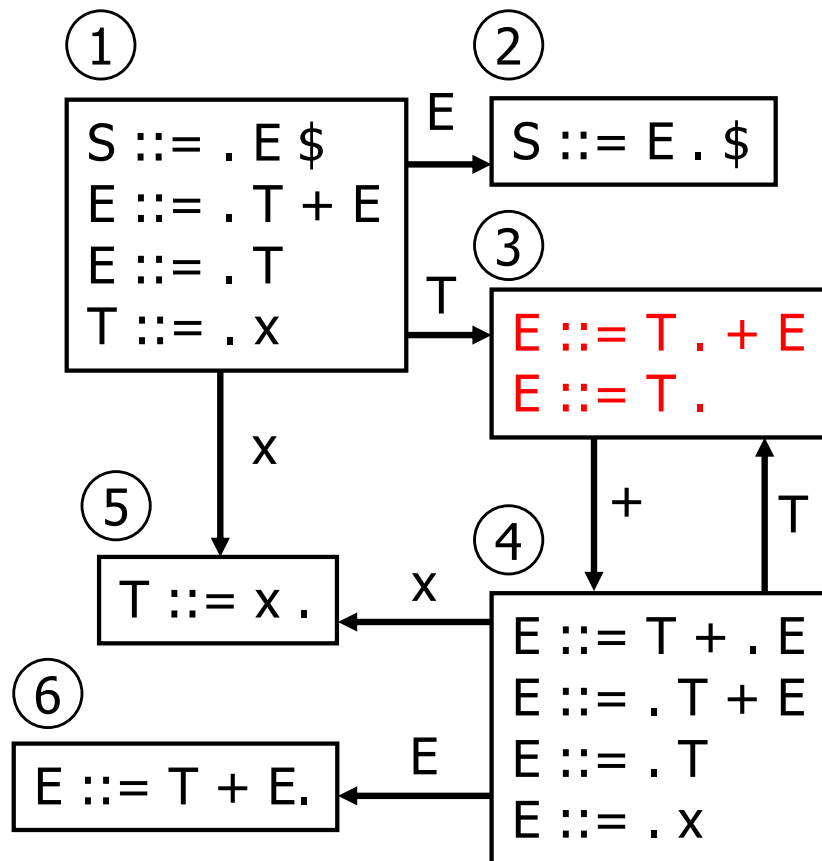 1
S ::= . E $
E ::= . T + E
E ::= . T
T ::= . x
E
2
S ::= E . $
T
3
E ::= T . + E
E ::= T .
x
+
T
5
T ::= x .
x
4
E ::= T + . E
E ::= . T + E
E ::= . T
E ::= . x
6
E ::= T + E.
E